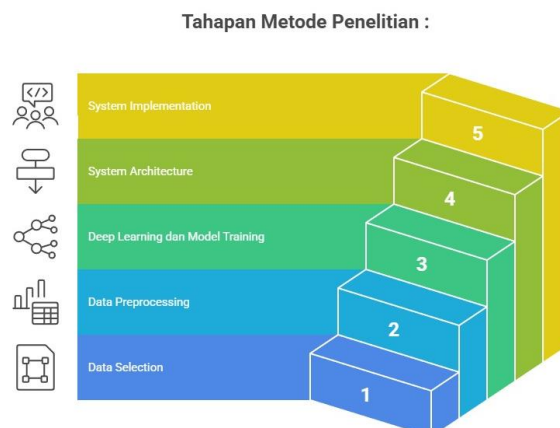 Tahapan Metode Penelitian :
</>
System Implementation
5
System Architecture
4
Deep Learning dan Model Training
3
Data Preprocessing
2
Data Selection
1